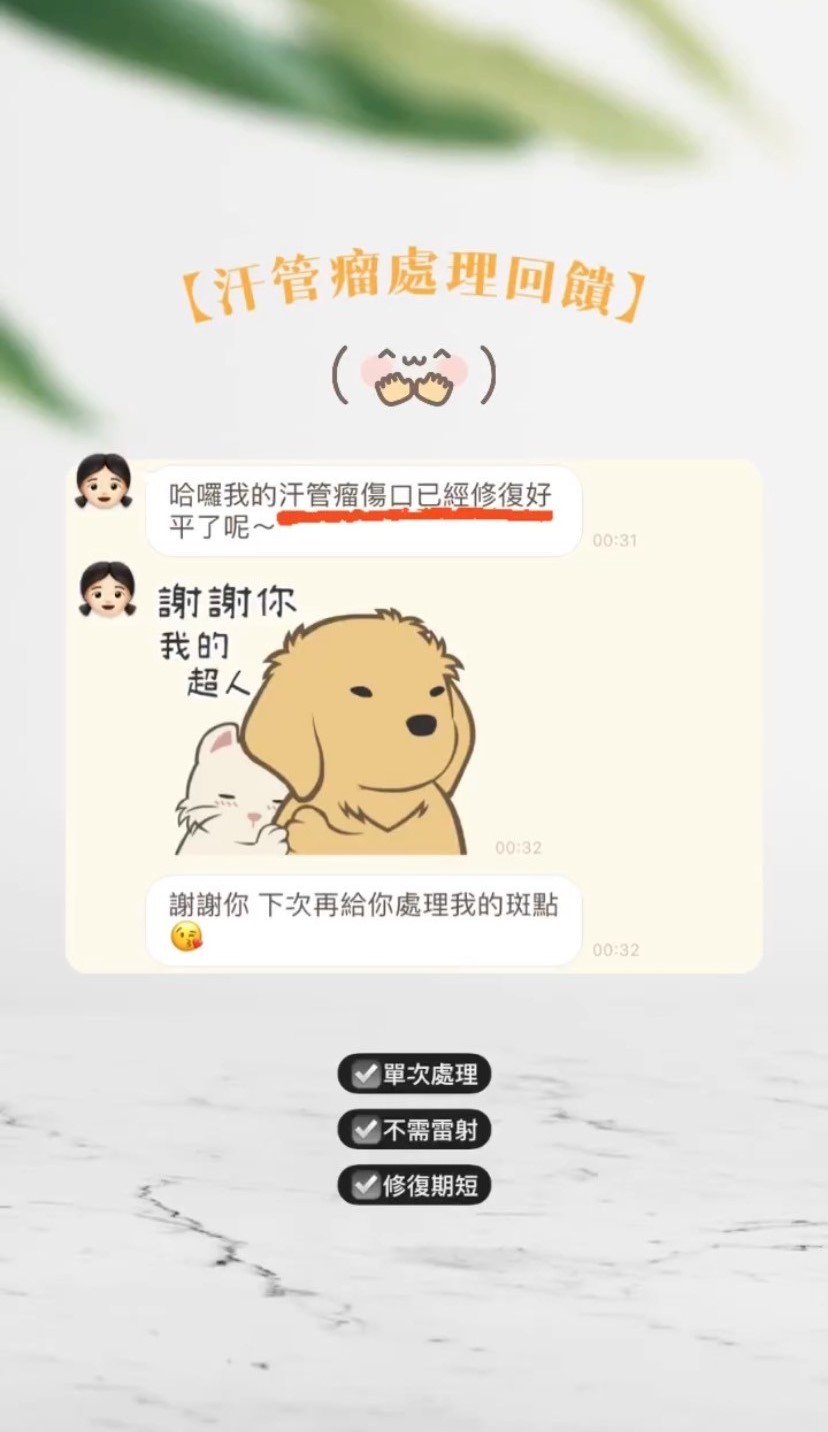 【汗管瘤處理回饋】
哈囉我的汗管瘤傷口已經修復好
平了呢～
00:31
謝謝你
我的
超人
00:32
謝謝你 下次再給你處理我的斑點
😘
00:32
✅單次處理
✅不需雷射
✅修復期短